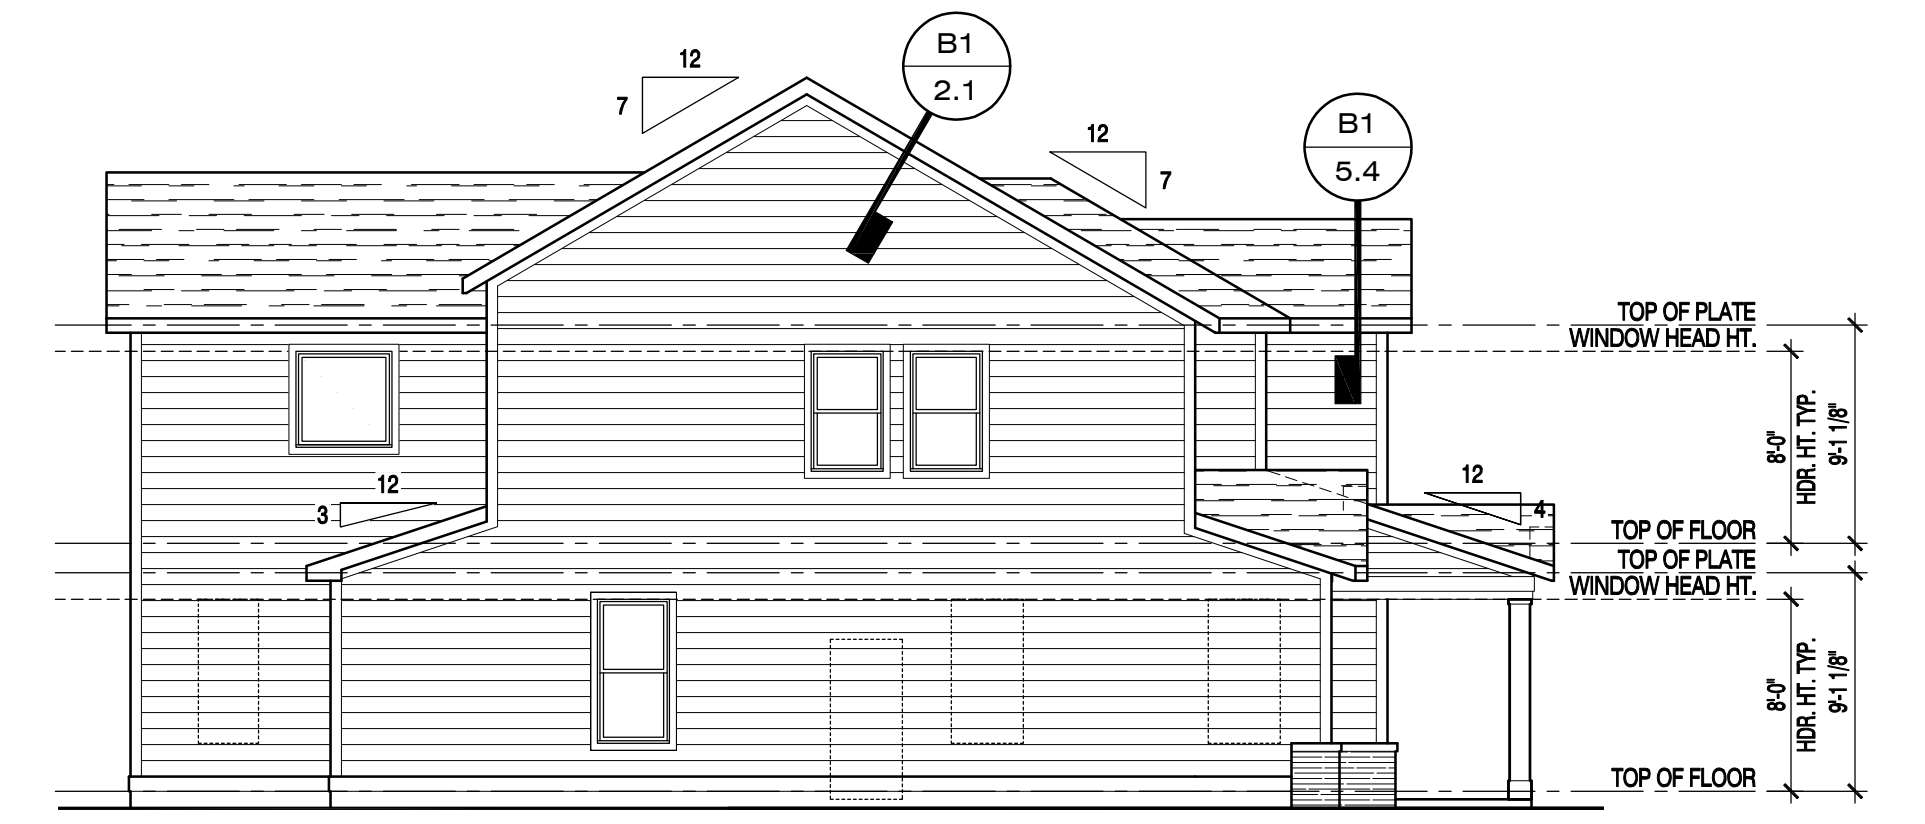 12
7
B1
2.1
12
7
B1
5.4
TOP OF PLATE
WINDOW HEAD HT.
8'-0"
HDR. HT. TYP.
9'-1 1/8"
12
3
12
4
TOP OF FLOOR
TOP OF PLATE
WINDOW HEAD HT.
8'-0"
HDR. HT. TYP.
9'-1 1/8"
TOP OF FLOOR